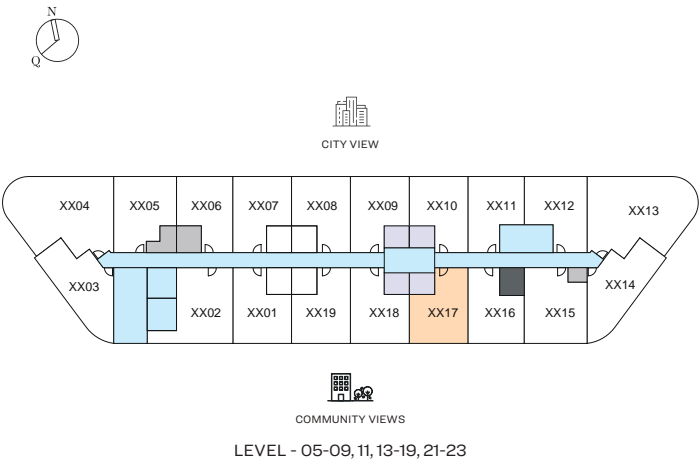 N
Q
CITY VIEW
XX04 XX05 XX06 XX07 XX08 XX09 XX10 XX11 XX12 XX13
XX03 XX02 XX01 XX19 XX18 XX17 XX16 XX15 XX14
COMMUNITY VIEWS
LEVEL - 05-09, 11, 13-19, 21-23